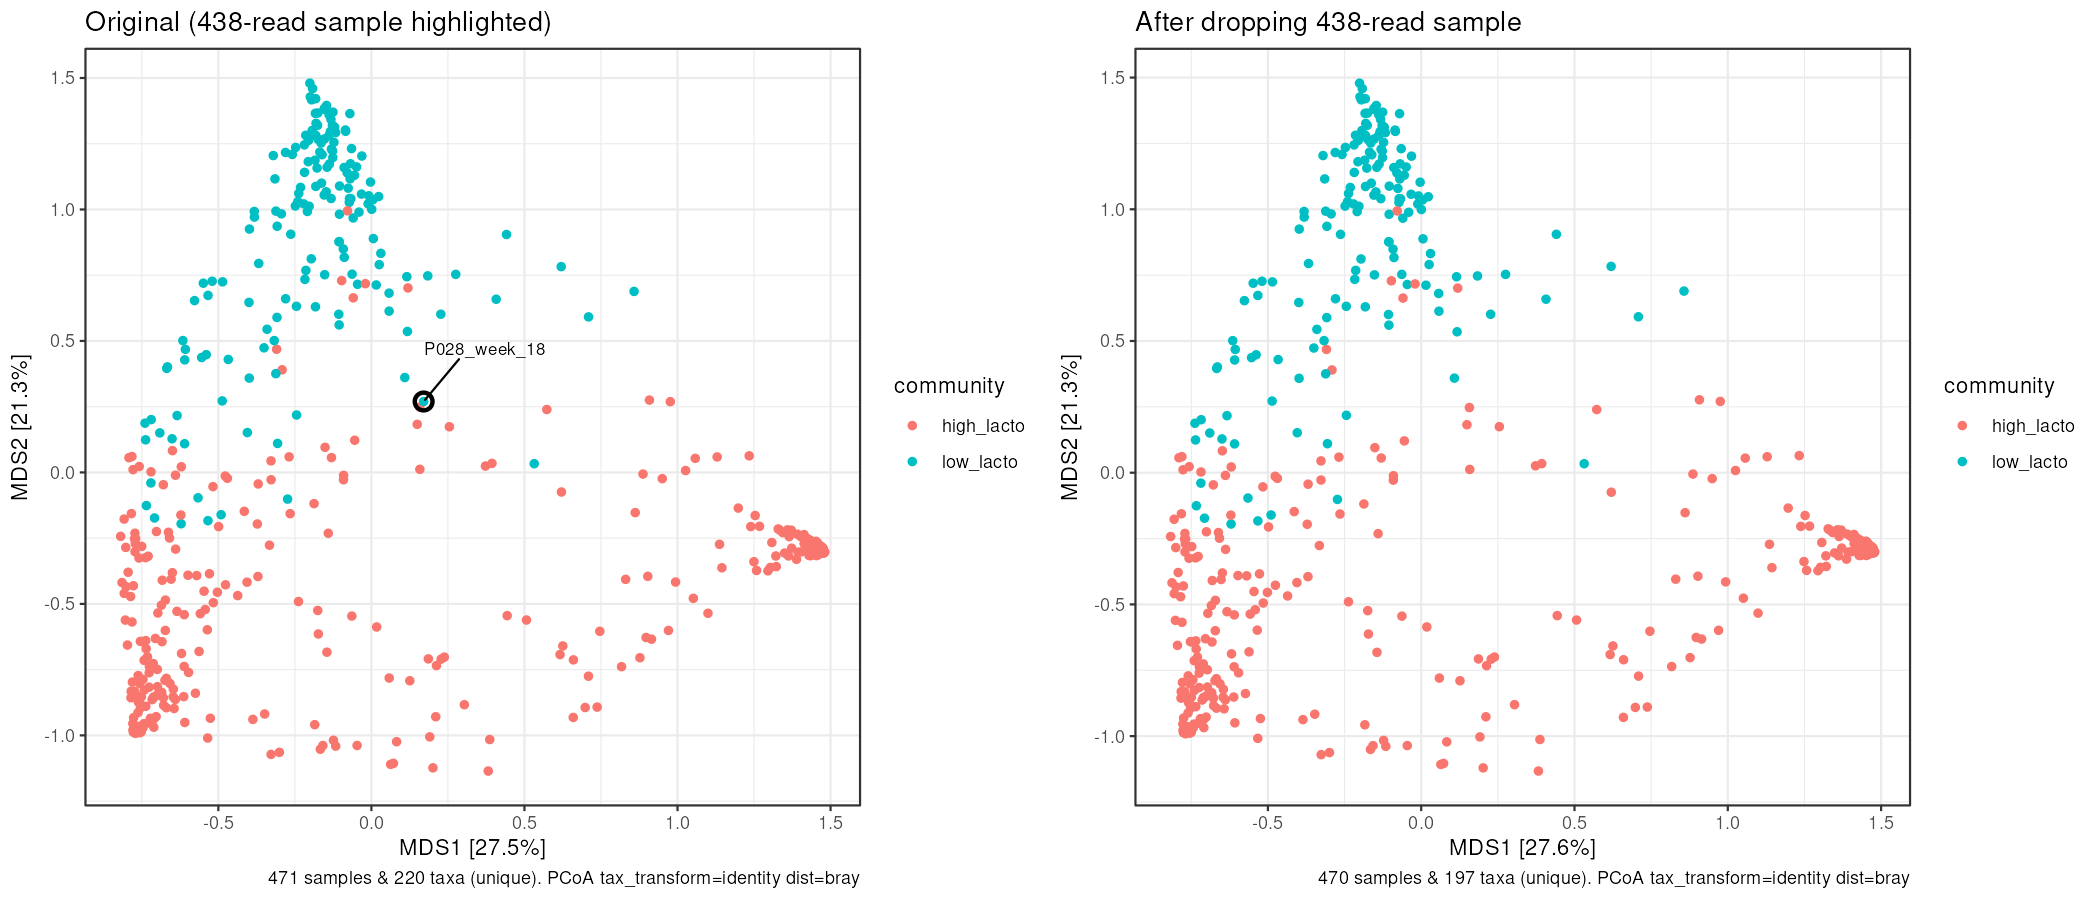 Original (438-read sample highlighted)
1.5
1.0
0.5
0.0
-0.5
-1.0
MDS2 [21.3%]
P028_week_18
-0.5
0.0
0.5
1.0
1.5
MDS1 [27.5%]
471 samples & 220 taxa (unique). PCoA tax_transform=identity dist=bray
community
high_lacto
low_lacto
After dropping 438-read sample
1.5
1.0
0.5
0.0
-0.5
-1.0
MDS2 [21.3%]
-0.5
0.0
0.5
1.0
1.5
MDS1 [27.6%]
470 samples & 197 taxa (unique). PCoA tax_transform=identity dist=bray
community
high_lacto
low_lacto